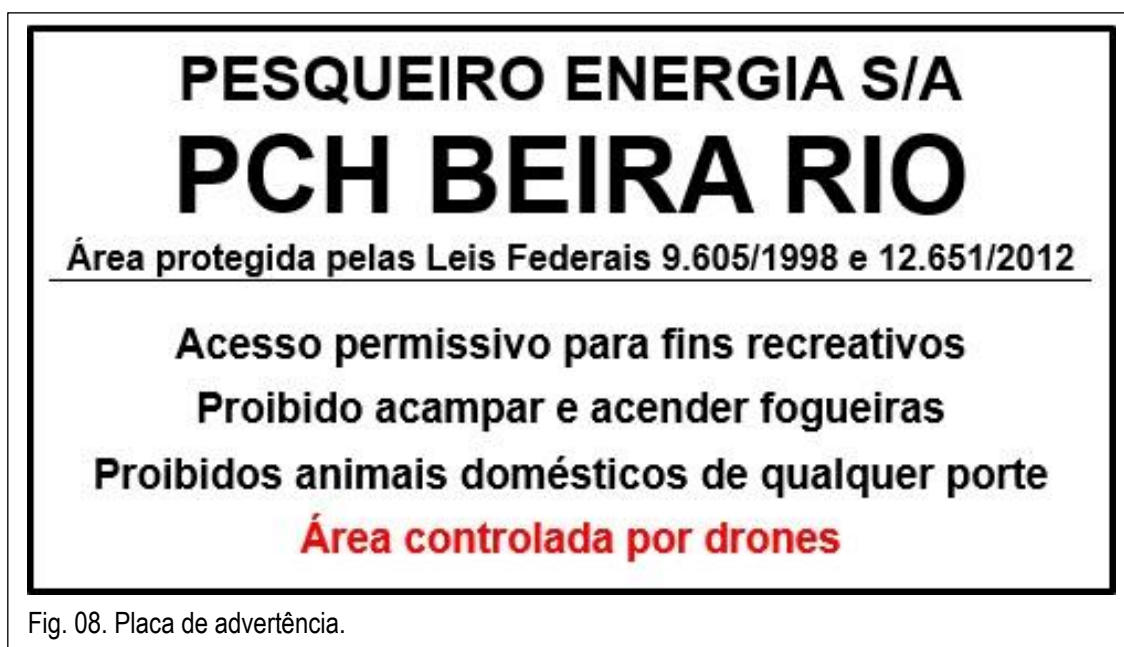 PESQUEIRO ENERGIA S/A
PCH BEIRA RIO
Área protegida pelas Leis Federais 9.605/1998 e 12.651/2012
Acesso permissivo para fins recreativos
Proibido acampar e acender fogueiras
Proibidos animais domésticos de qualquer porte
Área controlada por drones
Fig. 08. Placa de advertência.